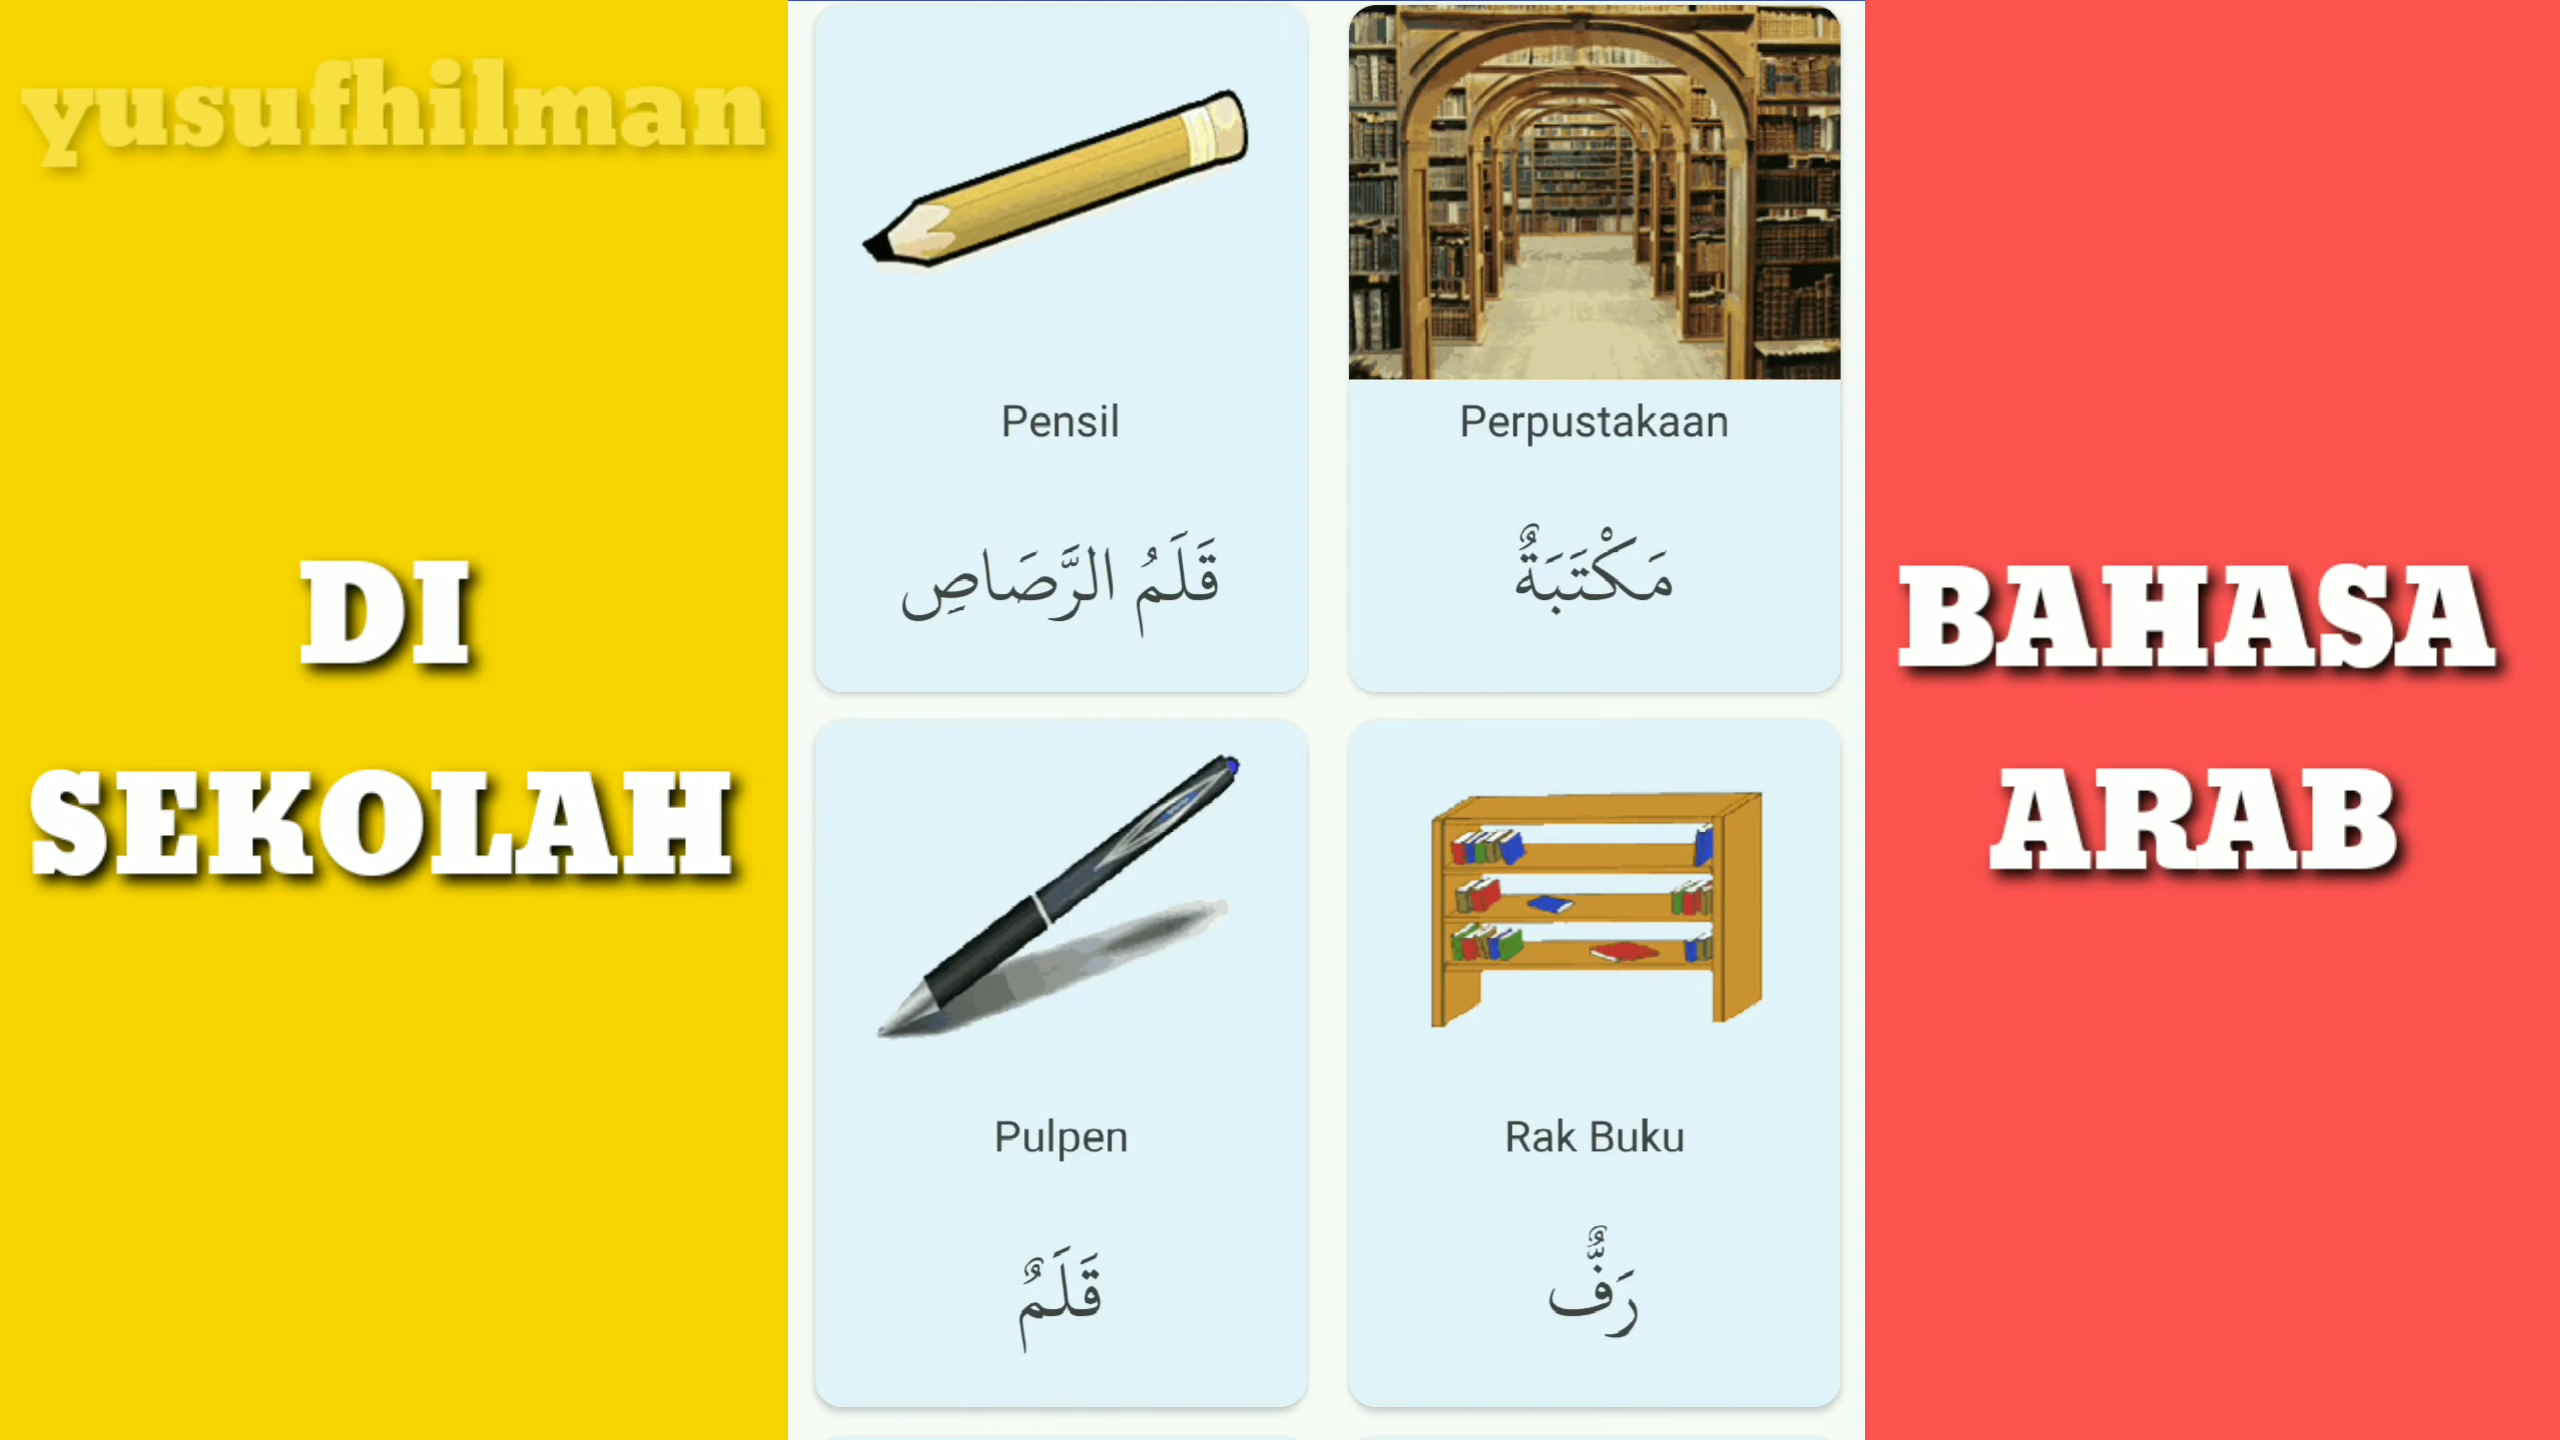 yusufhilman
DI
SEKOLAH
Pensil
قَلَمُ الرَّصَاصِ
Perpustakaan
مَكْتَبَةٌ
Pulpen
قَلَمٌ
Rak Buku
رَفٌّ
BAHASA
ARAB